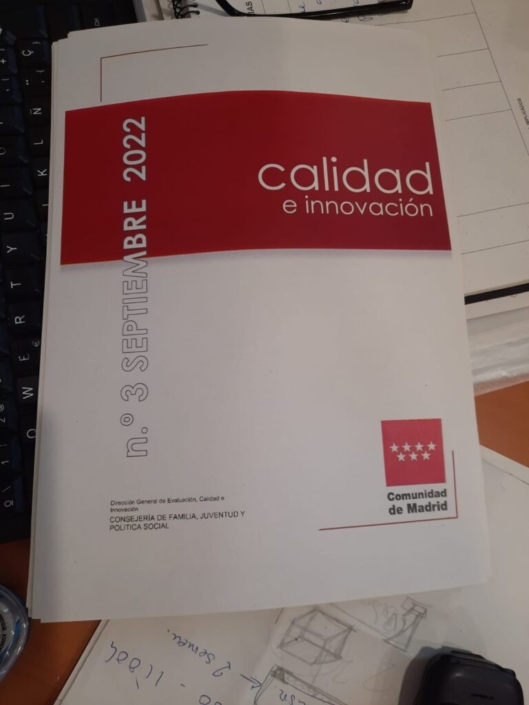 n.º 3 SEPTIEMBRE 2022
calidad
e innovación
Dirección General de Evaluación, Calidad e
Innovación
CONSEJERÍA DE FAMILIA, JUVENTUD Y
POLÍTICA SOCIAL
Comunidad
de Madrid
Q W E R T Y U I
K L Ñ